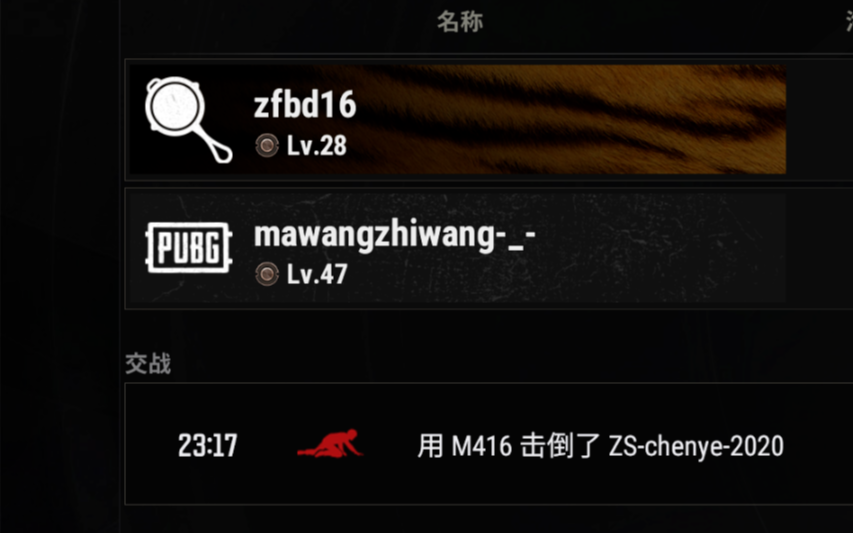 名称
zfbd16
Lv.28
PUBG
mawangzhiwang-_-
Lv.47
交战
23:17 用 M416 击倒了 ZS-chenye-2020